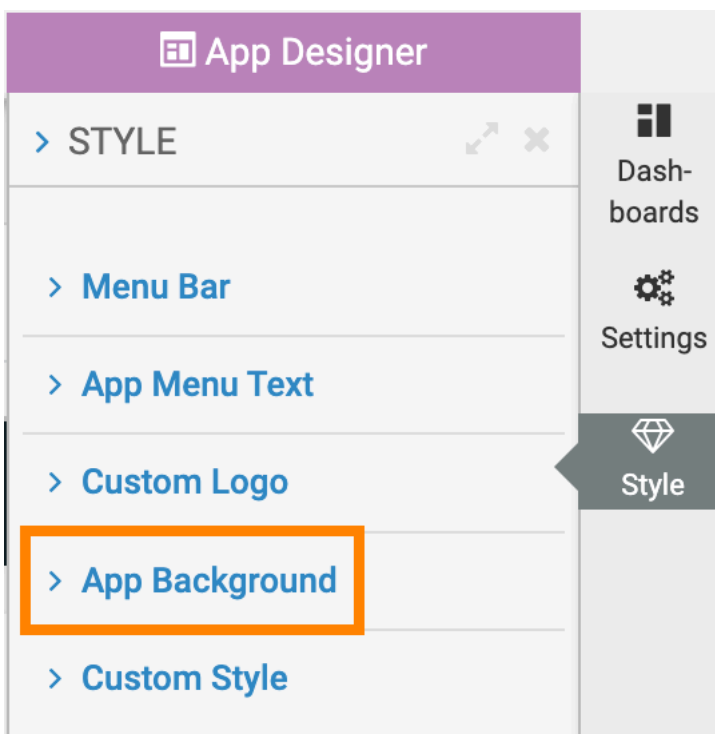 App Designer
STYLE
Menu Bar
App Menu Text
Custom Logo
App Background
Custom Style
Dash-
boards
Settings
Style